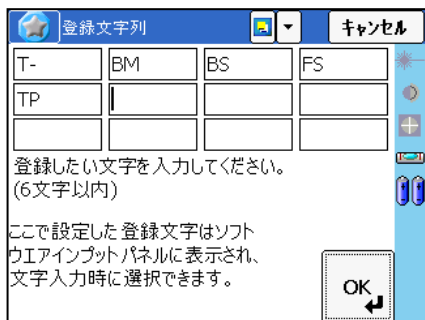 登録文字列 キャンセル
T- BM BS FS
TP
登録したい文字を入力してください。
(6文字以内)
ここで設定した登録文字はソフト
ウエアインプットパネルに表示され、
文字入力時に選択できます。
OK